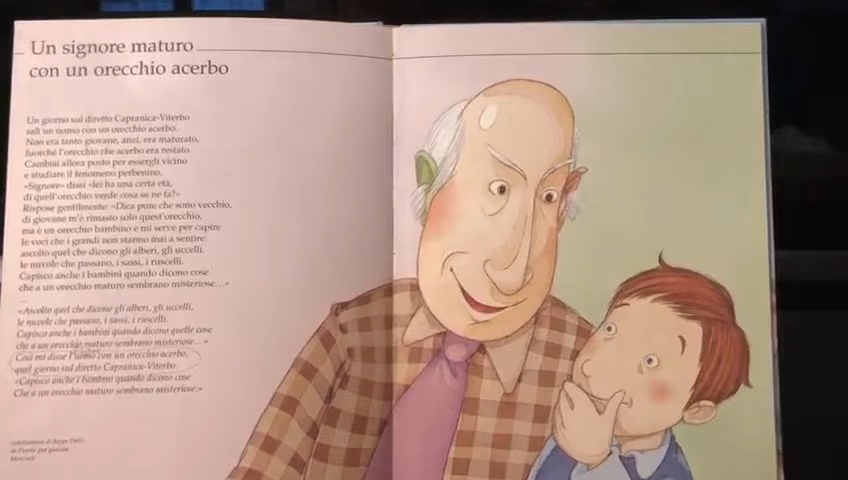 Un signore maturo
con un orecchio acerbo
Un giorno sul diretto Capranica-Viterbo
salì un uomo con un orecchio acerbo.
Non era tanto giovane, anzi, era maturato,
fuorché l'orecchio che acerbo era restato.
Cambiai allora posto per essergli vicino
e studiare il fenomeno perbenino.
«Signore» dissi «lei ha una certa età,
di quell'orecchio verde cosa se ne fa?»
Rispose gentilmente: «Dica pure che sono vecchio,
di giovane m'è rimasto solo quest'orecchio,
ma è un orecchio bambino e mi serve per capire
le voci che i grandi non stanno mai a sentire:
ascolto quel che dicono gli alberi, gli uccelli,
le nuvole che passano, i sassi, i ruscelli.
Capisco anche i bambini quando dicono cose
che a un orecchio maturo sembrano misteriose...»
...
«Ascolto quel che dicono gli alberi, gli uccelli,
le nuvole che passano, i sassi, i ruscelli.
Capisco anche i bambini quando dicono quelle cose
che a un orecchio maturo sembrano misteriose...»
Così mi disse l'uomo con un orecchio acerbo,
quel giorno sul diretto Capranica-Viterbo.
«Capisco anche i bambini quando dicono cose
Che a un orecchio maturo sembrano misteriose.»